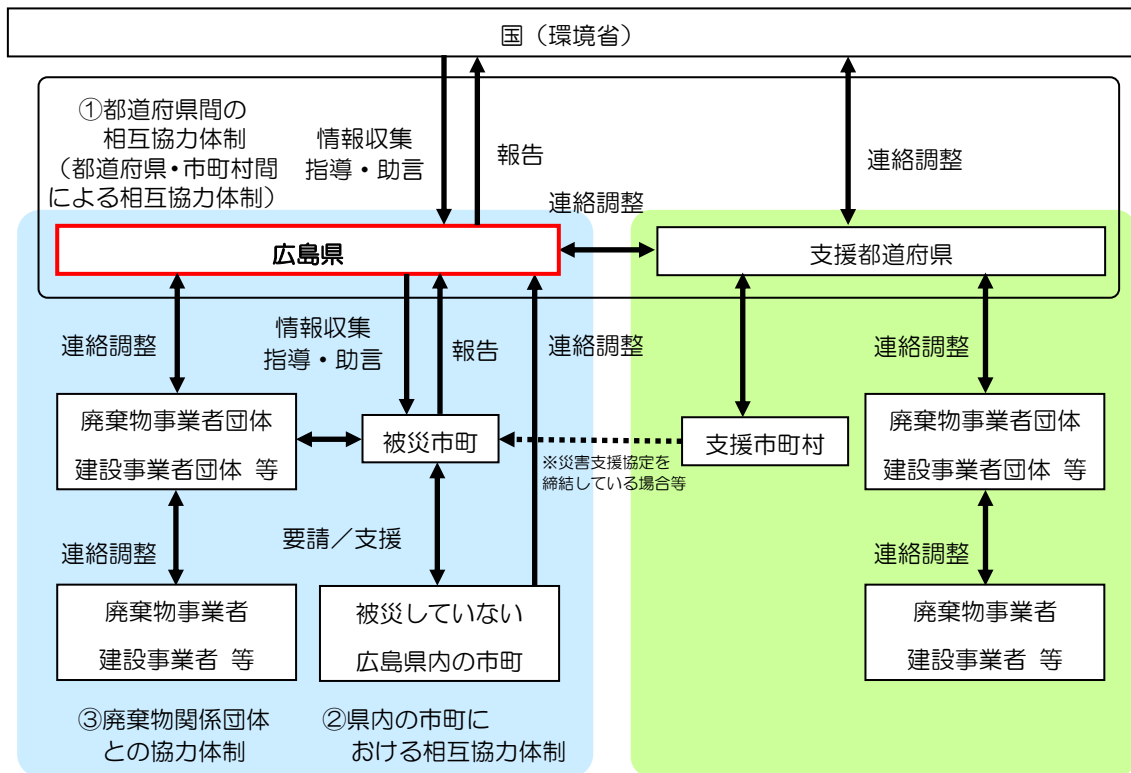 国（環境省）
①都道府県間の
相互協力体制
（都道府県・市町村間
による相互協力体制）
情報収集
指導・助言
報告
連絡調整
連絡調整
広島県
支援都道府県
連絡調整
情報収集
指導・助言
報告
連絡調整
連絡調整
廃棄物事業者団体
建設事業者団体 等
被災市町
※災害支援協定を
締結している場合等
支援市町村
廃棄物事業者団体
建設事業者団体 等
連絡調整
要請／支援
連絡調整
廃棄物事業者
建設事業者 等
被災していない
広島県内の市町
廃棄物事業者
建設事業者 等
③廃棄物関係団体
との協力体制
②県内の市町に
おける相互協力体制